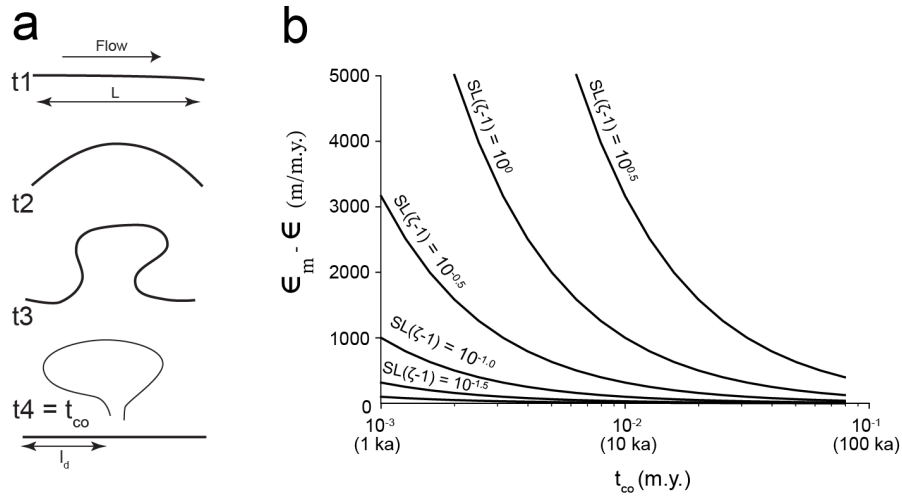 a
Flow
t1
L
t2
t3
t4 = t_co
l_d
b
5000
4000
3000
2000
1000
0
ϵ_m - ϵ (m/m.y.)
SL(ζ-1) = 10^0
SL(ζ-1) = 10^0.5
SL(ζ-1) = 10^-0.5
SL(ζ-1) = 10^-1.0
SL(ζ-1) = 10^-1.5
10^-3 10^-2 10^-1
(1 ka) (10 ka) (100 ka)
t_co (m.y.)